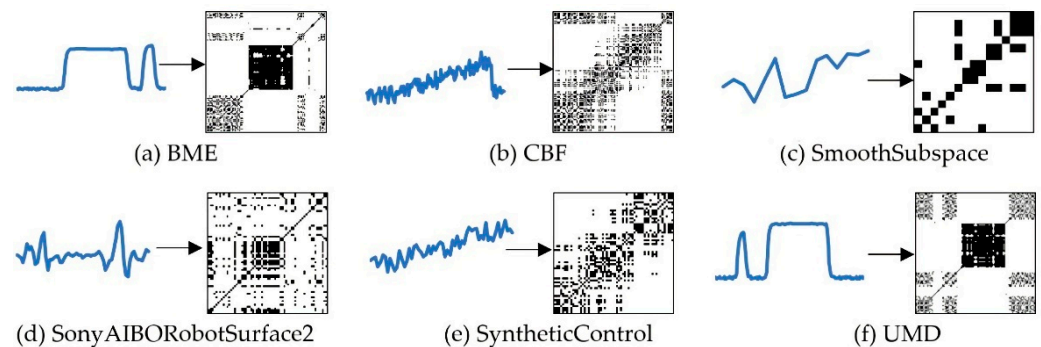 (a) BME
(b) CBF
(c) SmoothSubspace
(d) SonyAIBORobotSurface2
(e) SyntheticControl
(f) UMD